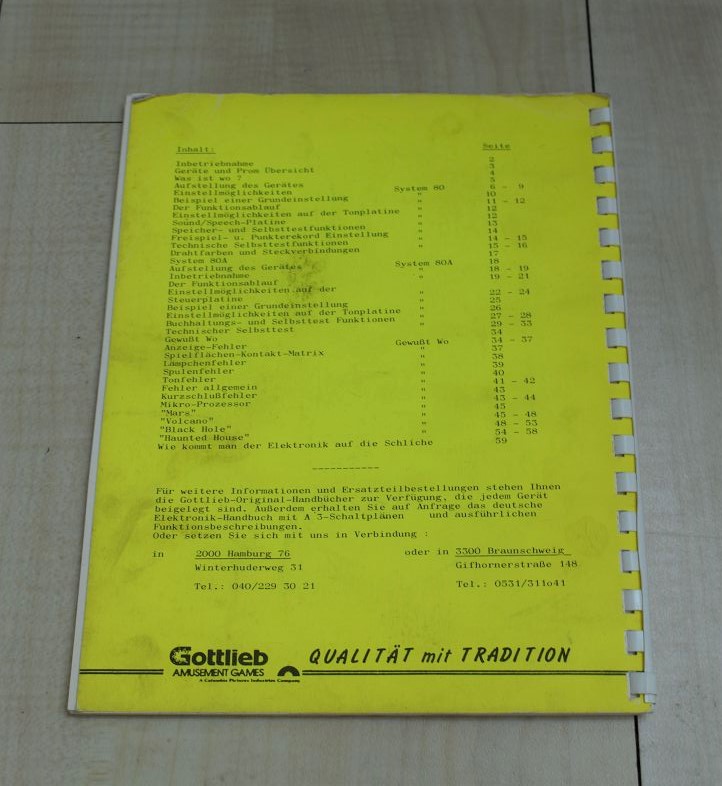 Inhalt: Seite
Inbetriebnahme 2
Geräte und Prom Übersicht 3
Was ist wo ? 4
Aufstellung des Gerätes System 80 5
Einstellmöglichkeiten " 6 - 9
Beispiel einer Grundeinstellung " 10
Der Funktionsablauf " 11 - 12
Einstellmöglichkeiten auf der Tonplatine " 12
Sound/Speech-Platine " 12
Speicher- und Selbsttestfunktionen " 13
Freispiel- u. Punkterekord Einstellung " 14
Technische Selbsttestfunktionen " 14 - 15
Drahtfarben und Steckverbindungen " 15 - 16
System 80A 17
Aufstellung des Gerätes System 80A 18
Inbetriebnahme " 18 - 19
Der Funktionsablauf " 19 - 21
Einstellmöglichkeiten auf der
Steuerplatine " 22 - 24
Beispiel einer Grundeinstellung " 25
Einstellmöglichkeiten auf der Tonplatine " 26
Buchhaltungs- und Selbsttest Funktionen " 27 - 28
Technischer Selbsttest " 29 - 33
Gewußt Wo 34
Anzeige-Fehler Gewußt Wo 34 - 37
Spielflächen-Kontakt-Matrix " 37
Lämpchenfehler " 38
Spulenfehler " 39
Tonfehler " 40
Fehler allgemein " 41 - 42
Kurzschlußfehler " 43
Mikro-Prozessor " 43 - 44
"Mars" " 45
"Volcano" " 45 - 48
"Black Hole" " 48 - 53
"Haunted House" " 54 - 58
Wie kommt man der Elektronik auf die Schliche 59
-----------
Für weitere Informationen und Ersatzteilbestellungen stehen Ihnen
die Gottlieb-Original-Handbücher zur Verfügung, die jedem Gerät
beigelegt sind. Außerdem erhalten Sie auf Anfrage das deutsche
Elektronik-Handbuch mit A 3-Schaltplänen und ausführlichen
Funktionsbeschreibungen.
Oder setzen Sie sich mit uns in Verbindung :
in 2000 Hamburg 76 oder in 3300 Braunschweig
Winterhuderweg 31 Gifhornerstraße 148
Tel.: 040/229 30 21 Tel.: 0531/311o41
Gottlieb QUALITÄT mit TRADITION
AMUSEMENT GAMES
A Columbia Pictures Industries Company